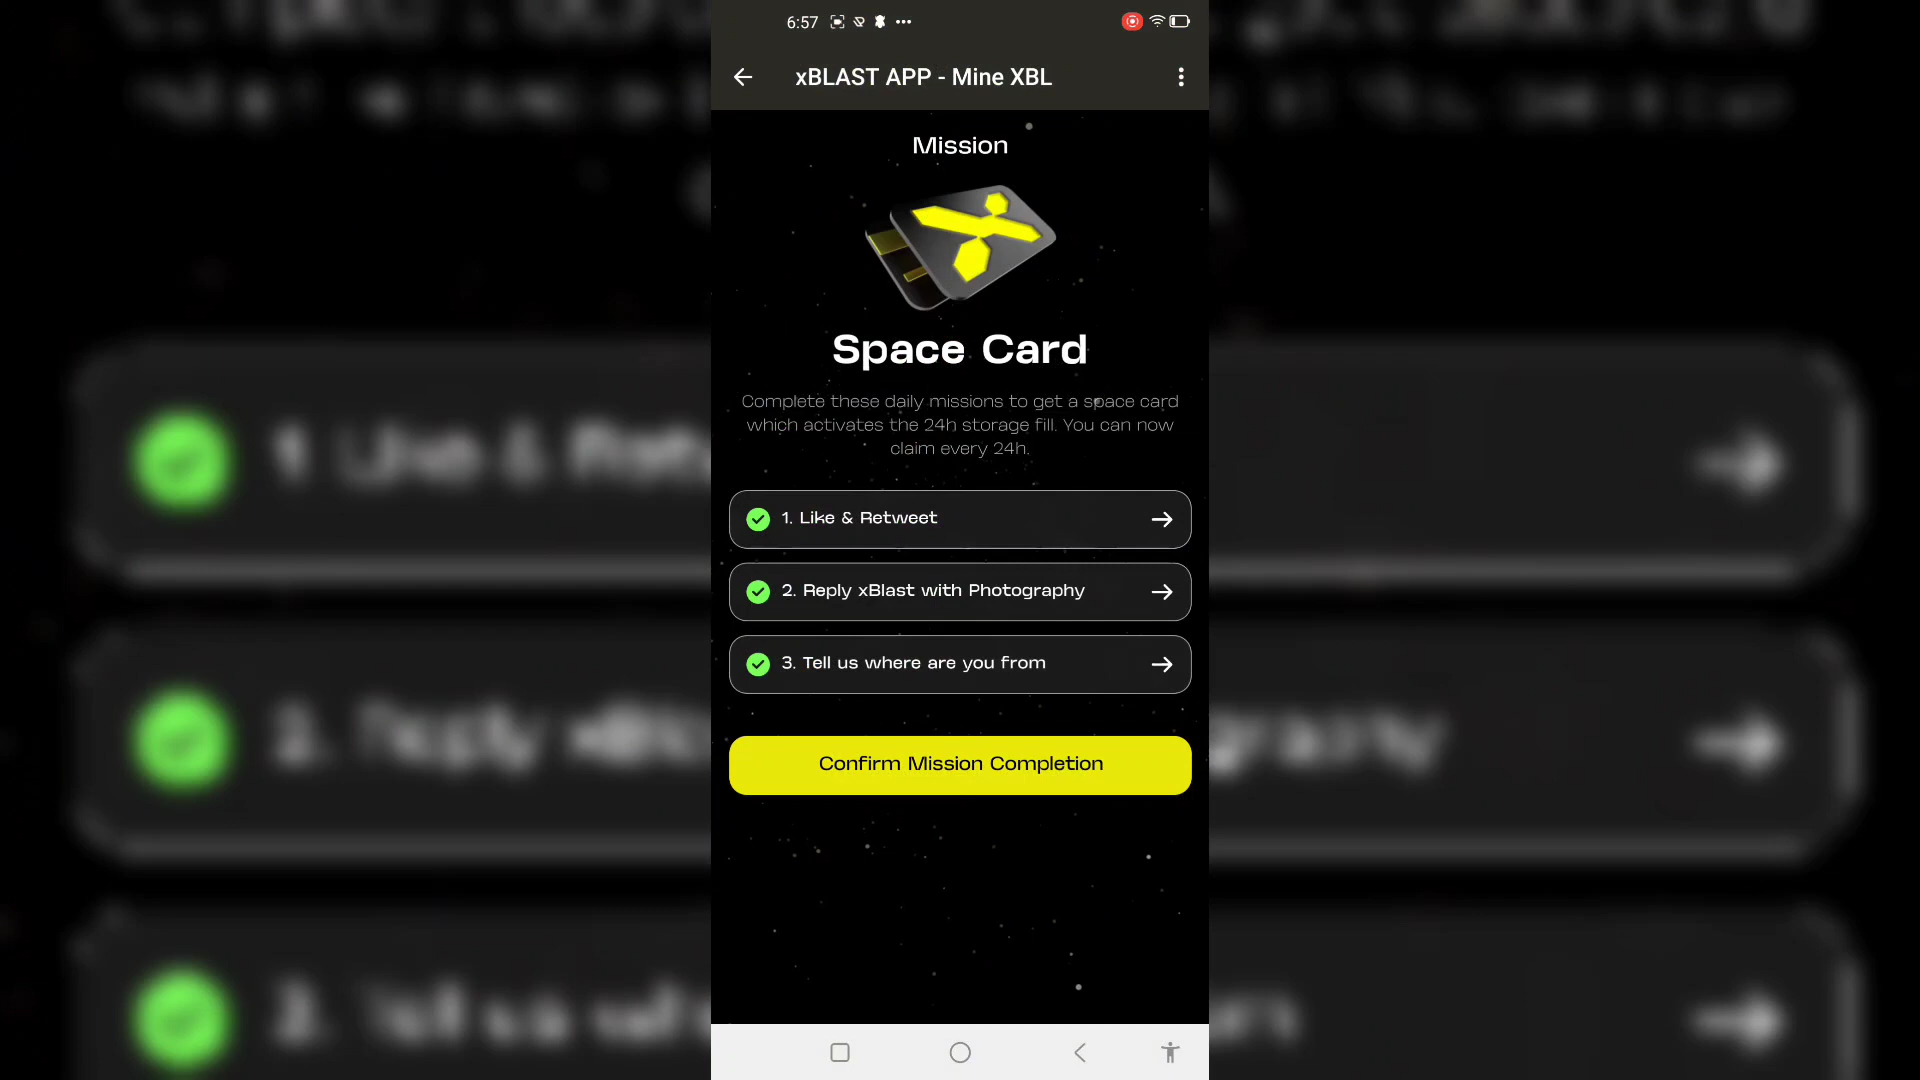 6:57
xBLAST APP - Mine XBL
Mission
Space Card
Complete these daily missions to get a space card
which activates the 24h storage fill. You can now
claim every 24h.
1. Like & Retweet
2. Reply xBlast with Photography
3. Tell us where are you from
Confirm Mission Completion